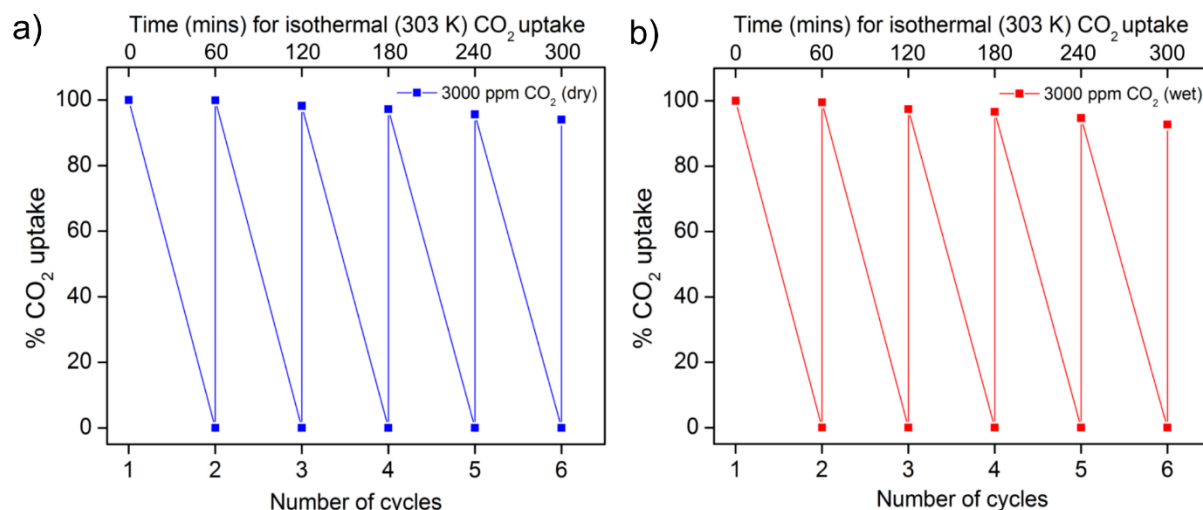 a)
Time (mins) for isothermal (303 K) CO₂ uptake
0 60 120 180 240 300
3000 ppm CO₂ (dry)
% CO₂ uptake
100
80
60
40
20
0
1 2 3 4 5 6
Number of cycles
b)
Time (mins) for isothermal (303 K) CO₂ uptake
0 60 120 180 240 300
3000 ppm CO₂ (wet)
% CO₂ uptake
100
80
60
40
20
0
1 2 3 4 5 6
Number of cycles